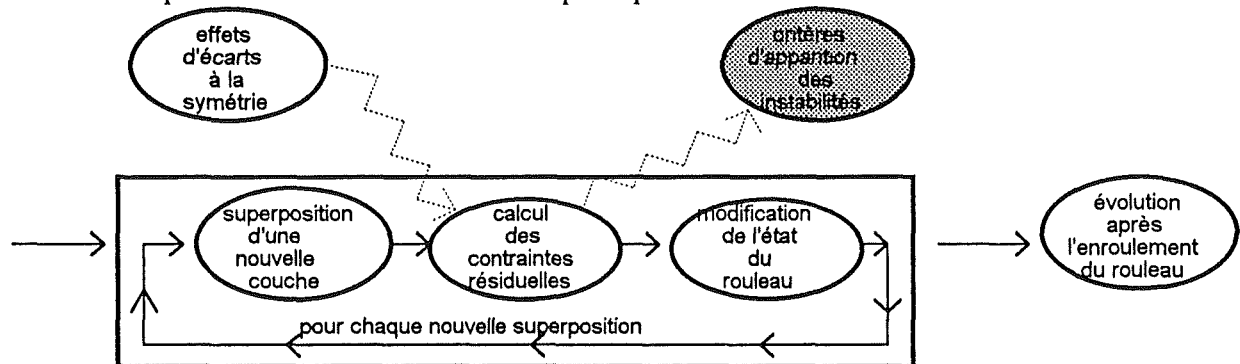 effets
d'écarts
à la
symétrie
critères
d'apparition
des
instabilités
superposition
d'une
nouvelle
couche
calcul
des
contraintes
résiduelles
modification
de l'état
du
rouleau
évolution
après
l'enroulement
du rouleau
pour chaque nouvelle superposition